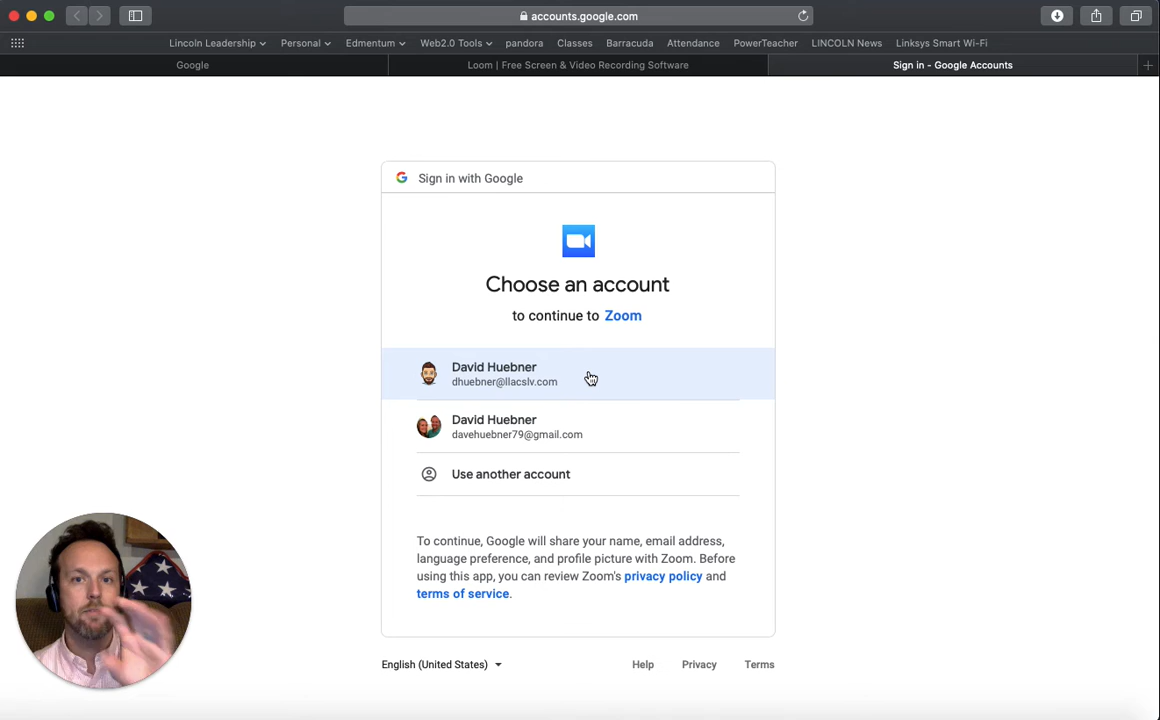 accounts.google.com
Lincoln Leadership Personal Edmentum Web2.0 Tools pandora Classes Barracuda Attendance PowerTeacher LINCOLN News Linksys Smart Wi-Fi
Google Loom | Free Screen & Video Recording Software Sign in - Google Accounts
Sign in with Google
Choose an account
to continue to Zoom
David Huebner
dhuebner@llacslv.com
David Huebner
davehuebner79@gmail.com
Use another account
To continue, Google will share your name, email address,
language preference, and profile picture with Zoom. Before
using this app, you can review Zoom's privacy policy and
terms of service.
English (United States) Help Privacy Terms